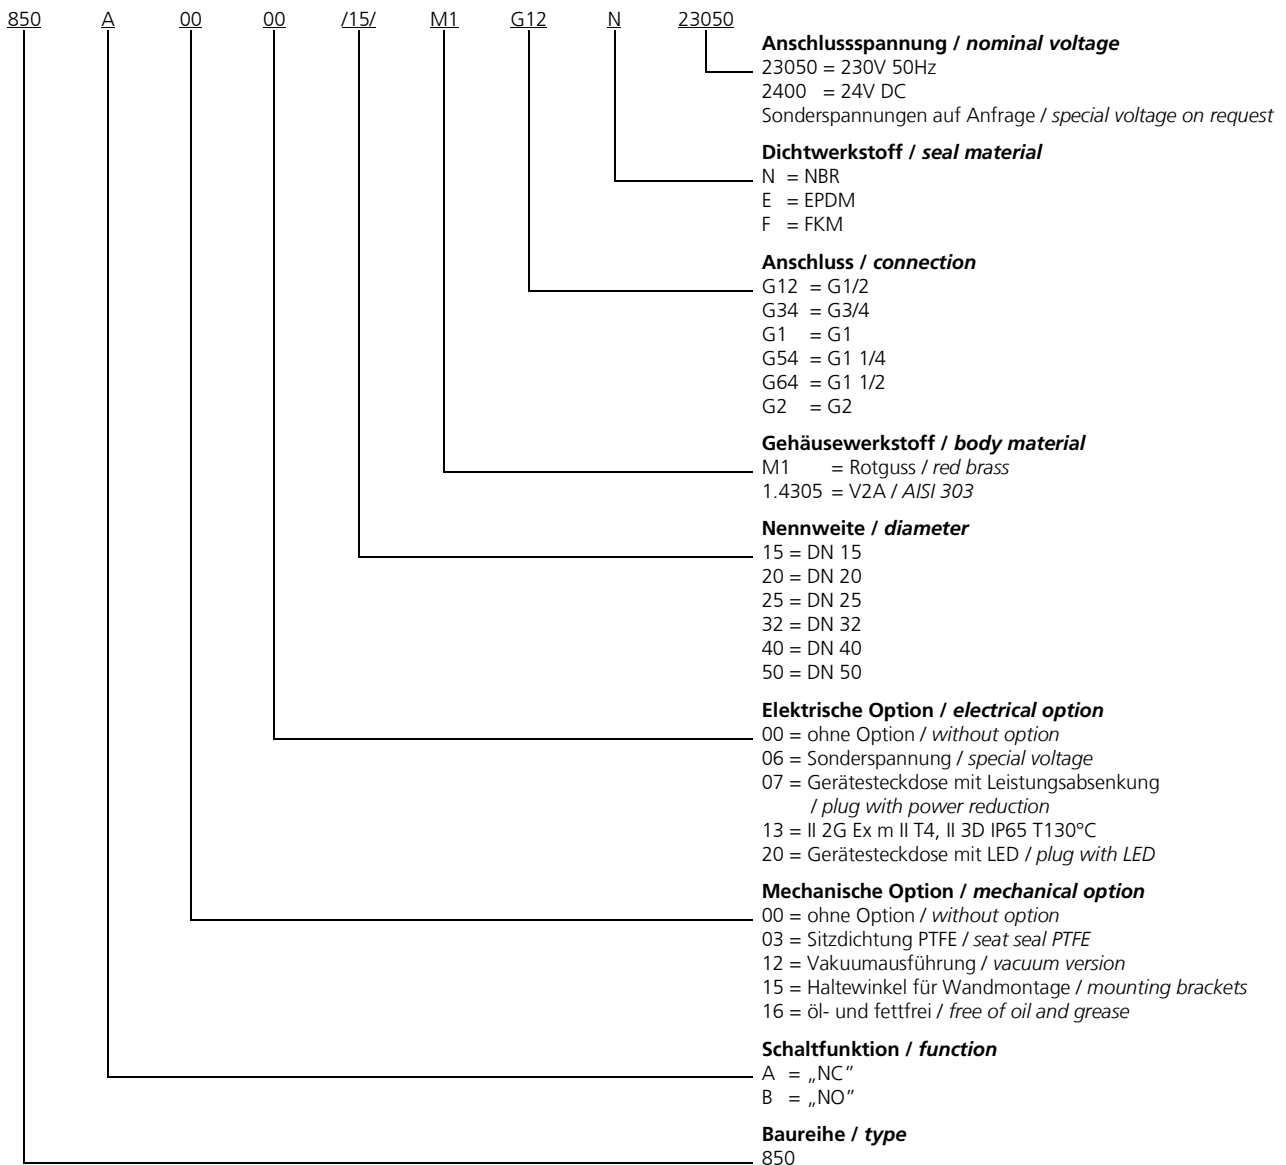 850 A 00 00 /15/ M1 G12 N 23050
Anschlussspannung / nominal voltage
23050 = 230V 50Hz
2400 = 24V DC
Sonderspannungen auf Anfrage / special voltage on request
Dichtwerkstoff / seal material
N = NBR
E = EPDM
F = FKM
Anschluss / connection
G12 = G1/2
G34 = G3/4
G1 = G1
G54 = G1 1/4
G64 = G1 1/2
G2 = G2
Gehäusewerkstoff / body material
M1 = Rotguss / red brass
1.4305 = V2A / AISI 303
Nennweite / diameter
15 = DN 15
20 = DN 20
25 = DN 25
32 = DN 32
40 = DN 40
50 = DN 50
Elektrische Option / electrical option
00 = ohne Option / without option
06 = Sonderspannung / special voltage
07 = Gerätesteckdose mit Leistungsabsenkung
/ plug with power reduction
13 = II 2G Ex m II T4, II 3D IP65 T130°C
20 = Gerätesteckdose mit LED / plug with LED
Mechanische Option / mechanical option
00 = ohne Option / without option
03 = Sitzdichtung PTFE / seat seal PTFE
12 = Vakuumausführung / vacuum version
15 = Haltewinkel für Wandmontage / mounting brackets
16 = öl- und fettfrei / free of oil and grease
Schaltfunktion / function
A = „NC”
B = „NO”
Baureihe / type
850